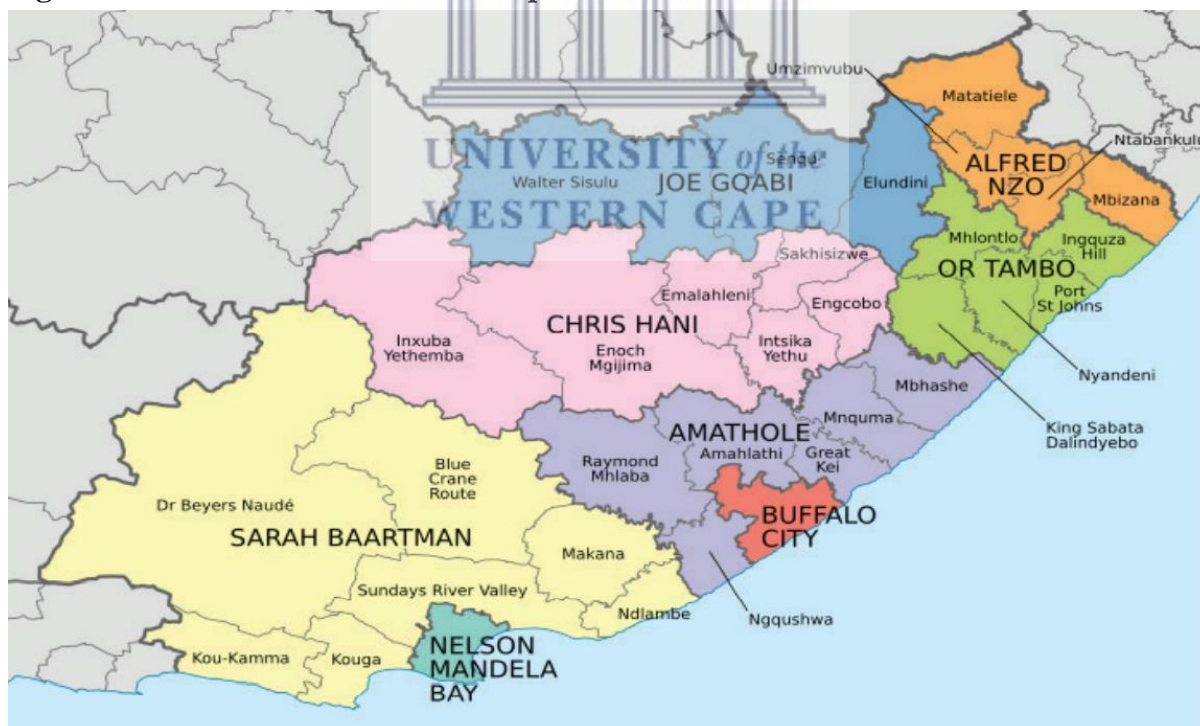 Umzimvubu
Matatiele
Ntabankulu
ALFRED
NZO
Mbizana
UNIVERSITY of the
WESTERN CAPE
Senqu
Walter Sisulu
JOE GQABI
Elundini
Mhlontlo
Ingquza
Hill
OR TAMBO
Port
St Johns
Nyandeni
King Sabata
Dalindyebo
Sakhisizwe
Emalahleni
Engcobo
CHRIS HANI
Inxuba
Yethemba
Enoch
Mgijima
Intsika
Yethu
Mbhashe
Mnquma
AMATHOLE
Amahlathi
Great
Kei
Raymond
Mhlaba
BUFFALO
CITY
Ngqushwa
Blue
Crane
Route
Dr Beyers Naudé
SARAH BAARTMAN
Makana
Sundays River Valley
Ndlambe
Kou-Kamma
Kouga
NELSON
MANDELA
BAY